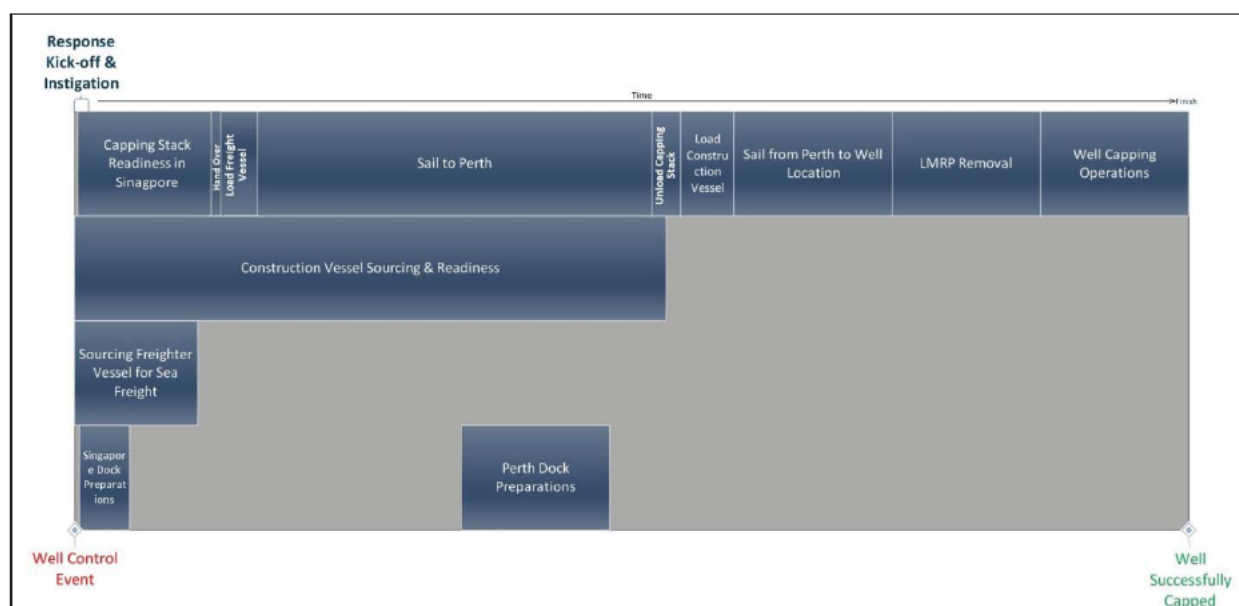 Response
Kick-off &
Instigation
Time
Finish
Capping Stack
Readiness in
Sinagpore
Hand Over
Load Freight
Vessel
Sail to Perth
Unload Capping
Stack
Load
Constru
ction
Vessel
Sail from Perth to Well
Location
LMRP Removal
Well Capping
Operations
Construction Vessel Sourcing & Readiness
Sourcing Freighter
Vessel for Sea
Freight
Singapor
e Dock
Preparat
ions
Perth Dock
Preparations
Well Control
Event
Well
Successfully
Capped